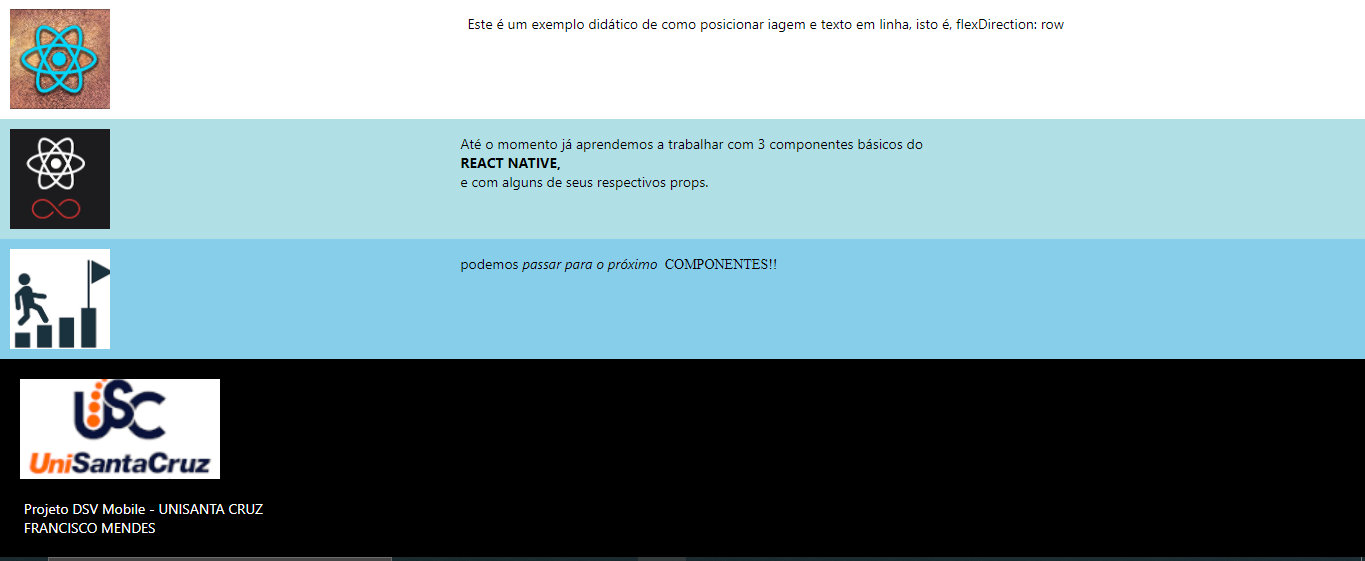 Este é um exemplo didático de como posicionar iagem e texto em linha, isto é, flexDirection: row
Até o momento já aprendemos a trabalhar com 3 componentes básicos do
REACT NATIVE,
e com alguns de seus respectivos props.
podemos passar para o próximo COMPONENTES!!
USC
UniSantaCruz
Projeto DSV Mobile - UNISANTA CRUZ
FRANCISCO MENDES